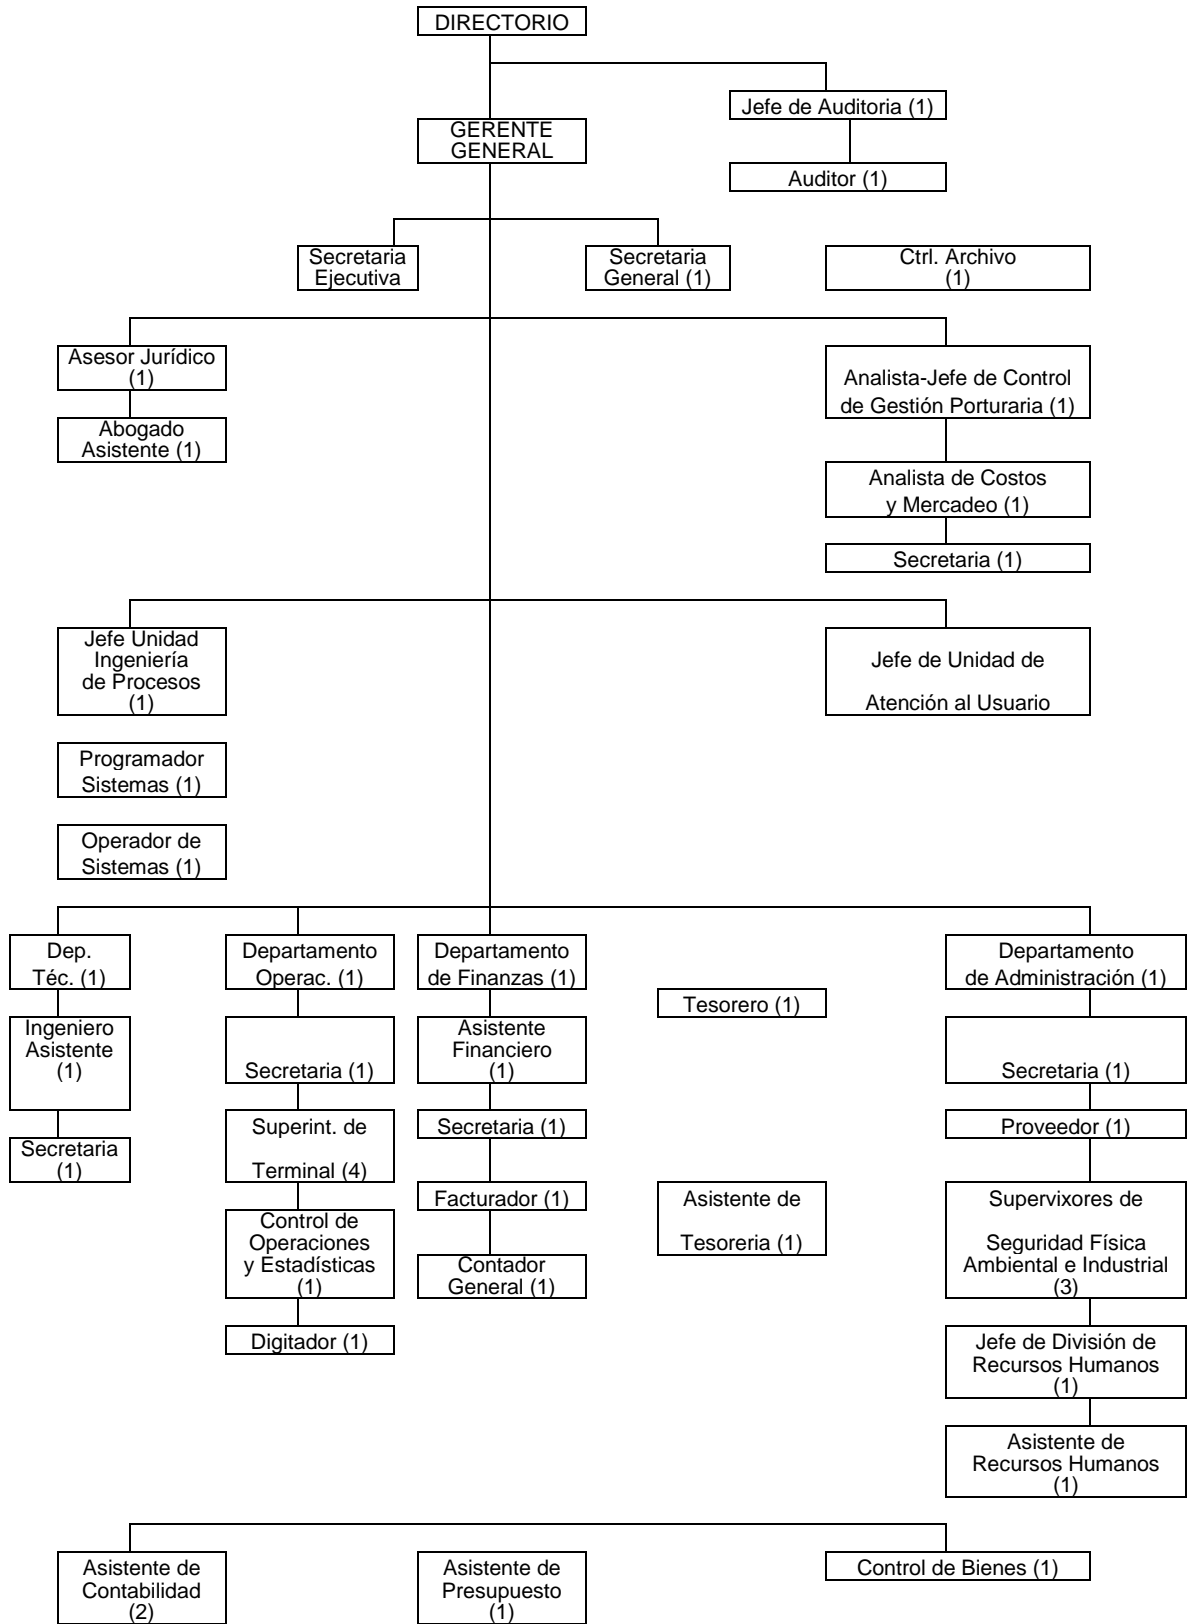 DIRECTORIO
Jefe de Auditoria (1)
GERENTE
GENERAL
Auditor (1)
Secretaria
Ejecutiva
Secretaria
General (1)
Ctrl. Archivo
(1)
Asesor Jurídico
(1)
Analista-Jefe de Control
de Gestión Porturaria (1)
Abogado
Asistente (1)
Analista de Costos
y Mercadeo (1)
Secretaria (1)
Jefe Unidad
Ingeniería
de Procesos
(1)
Jefe de Unidad de
Atención al Usuario
Programador
Sistemas (1)
Operador de
Sistemas (1)
Dep.
Téc. (1)
Departamento
Operac. (1)
Departamento
de Finanzas (1)
Departamento
de Administración (1)
Tesorero (1)
Ingeniero
Asistente
(1)
Secretaria (1)
Asistente
Financiero
(1)
Secretaria (1)
Secretaria
(1)
Superint. de
Terminal (4)
Secretaria (1)
Proveedor (1)
Facturador (1)
Asistente de
Tesoreria (1)
Supervixores de
Seguridad Física
Ambiental e Industrial
(3)
Control de
Operaciones
y Estadísticas
(1)
Contador
General (1)
Digitador (1)
Jefe de División de
Recursos Humanos
(1)
Asistente de
Recursos Humanos
(1)
Asistente de
Contabilidad
(2)
Asistente de
Presupuesto
(1)
Control de Bienes (1)